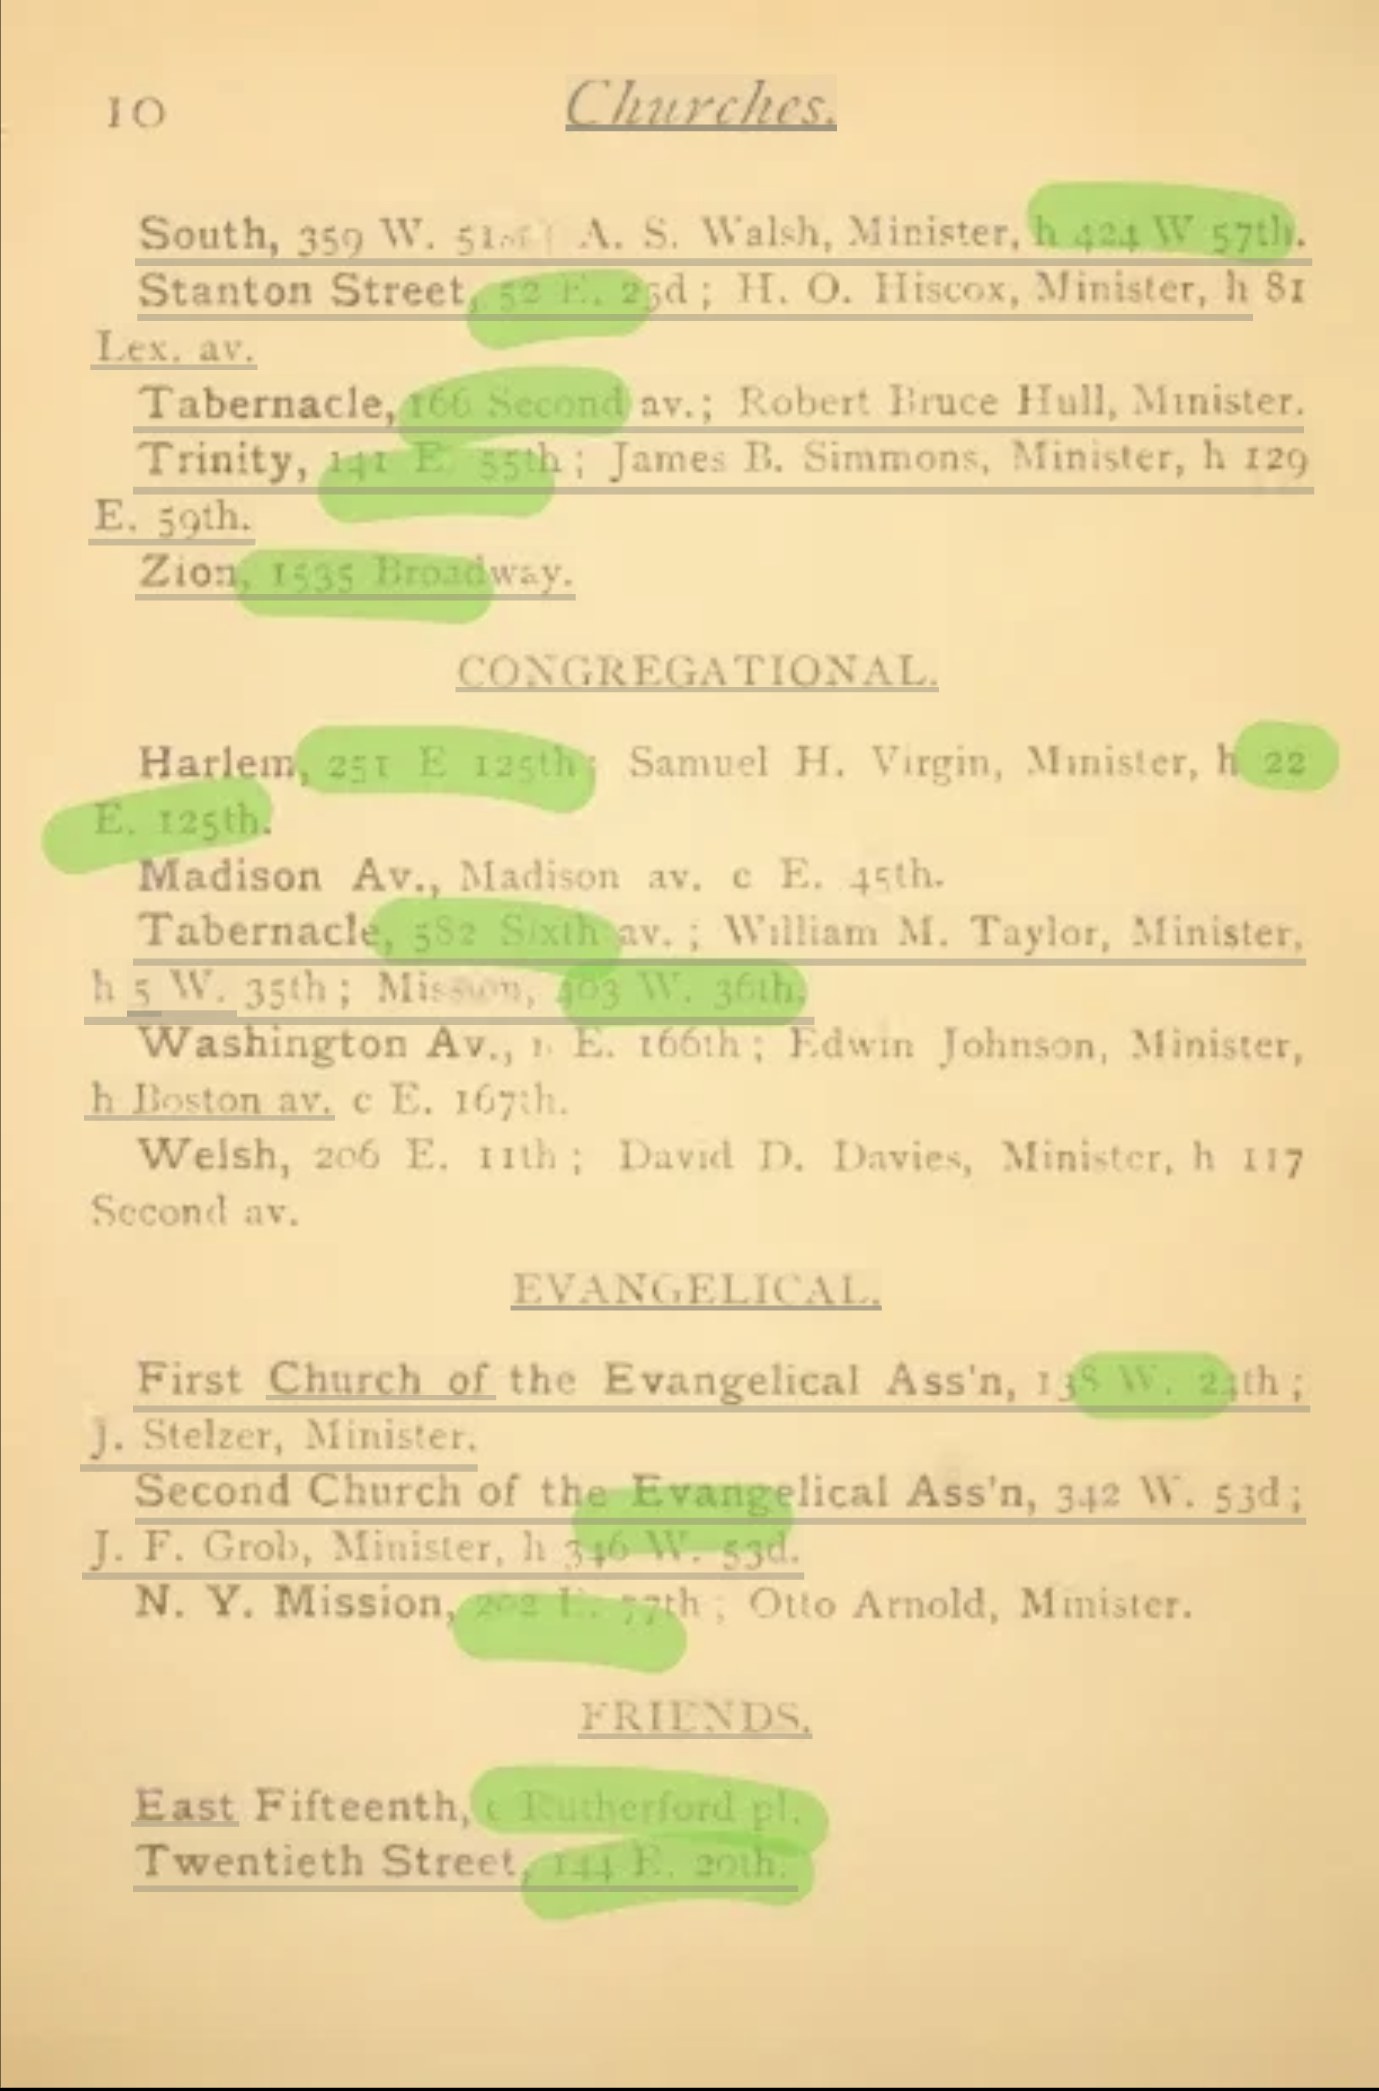 10
Churches.
South, 359 W. 51st; A. S. Walsh, Minister, h 424 W 57th.
Stanton Street, 52 E. 23d; H. O. Hiscox, Minister, h 81
Lex. av.
Tabernacle, 166 Second av.; Robert Bruce Hull, Minister.
Trinity, 141 E. 55th; James B. Simmons, Minister, h 129
E. 59th.
Zion, 1535 Broadway.
CONGREGATIONAL.
Harlem, 251 E 125th; Samuel H. Virgin, Minister, h 22
E. 125th.
Madison Av., Madison av. c E. 45th.
Tabernacle, 582 Sixth av.; William M. Taylor, Minister,
h 5 W. 35th; Mission, 403 W. 36th.
Washington Av., E. 166th; Edwin Johnson, Minister,
h Boston av. c E. 167th.
Welsh, 206 E. 11th; David D. Davies, Minister, h 117
Second av.
EVANGELICAL.
First Church of the Evangelical Ass'n, 138 W. 24th;
J. Stelzer, Minister.
Second Church of the Evangelical Ass'n, 342 W. 53d;
J. F. Grob, Minister, h 346 W. 53d.
N. Y. Mission, 202 E. 77th; Otto Arnold, Minister.
FRIENDS.
East Fifteenth, c Rutherford pl.
Twentieth Street, 144 E. 20th.